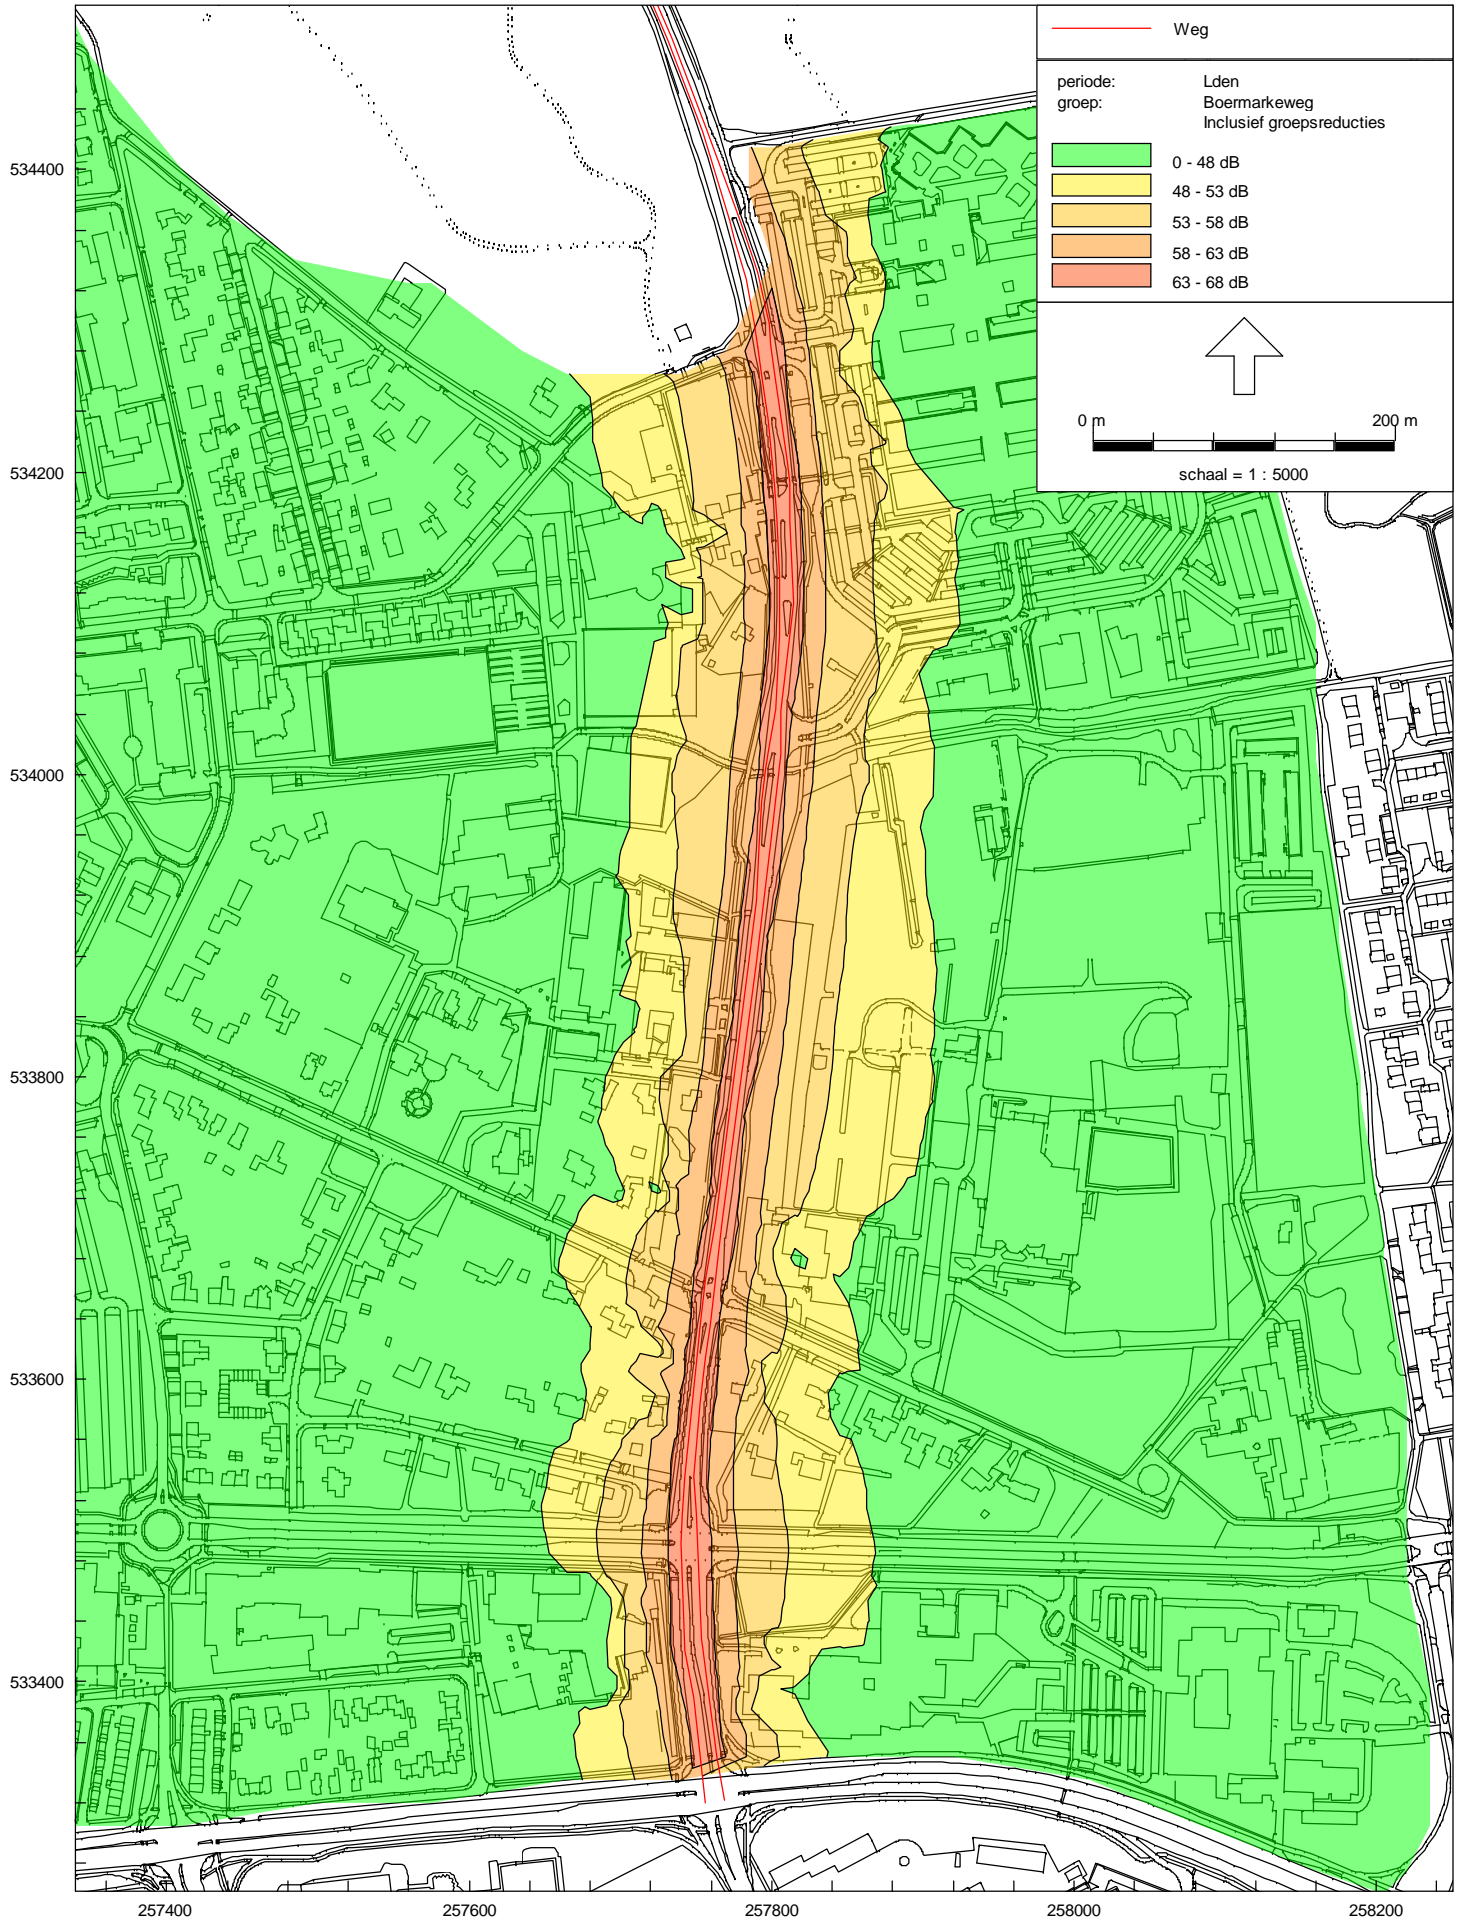 Weg
periode: Lden
groep: Boermarkeweg
Inclusief groepsreducties
0 - 48 dB
48 - 53 dB
53 - 58 dB
58 - 63 dB
63 - 68 dB
0 m 200 m
schaal = 1 : 5000
534400
534200
534000
533800
533600
533400
257400 257600 257800 258000 258200